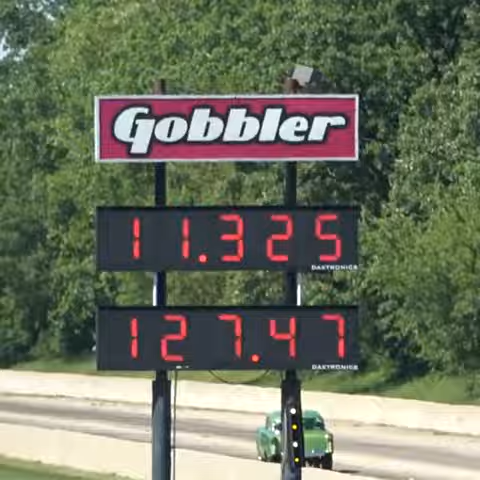 Gobbler
11.325
DAKTRONICS
127.47
DAKTRONICS